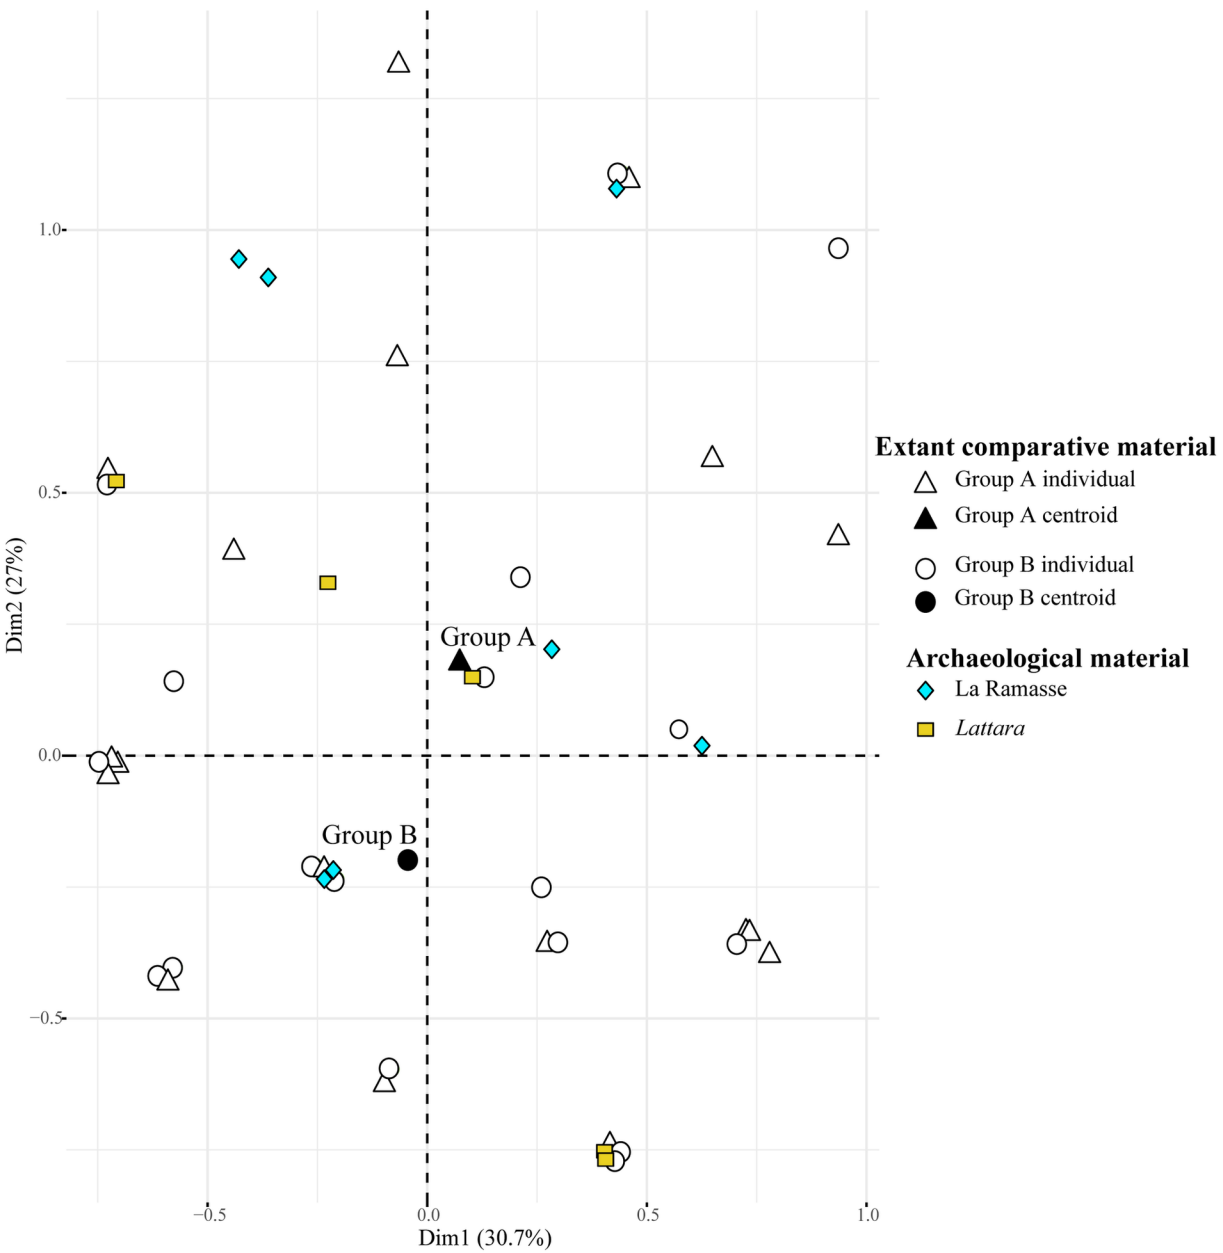 1.0
0.5
0.0
−0.5
Dim2 (27%)
Group A
Group B
−0.5
0.0
0.5
1.0
Dim1 (30.7%)
Extant comparative material
Group A individual
Group A centroid
Group B individual
Group B centroid
Archaeological material
La Ramasse
Lattara